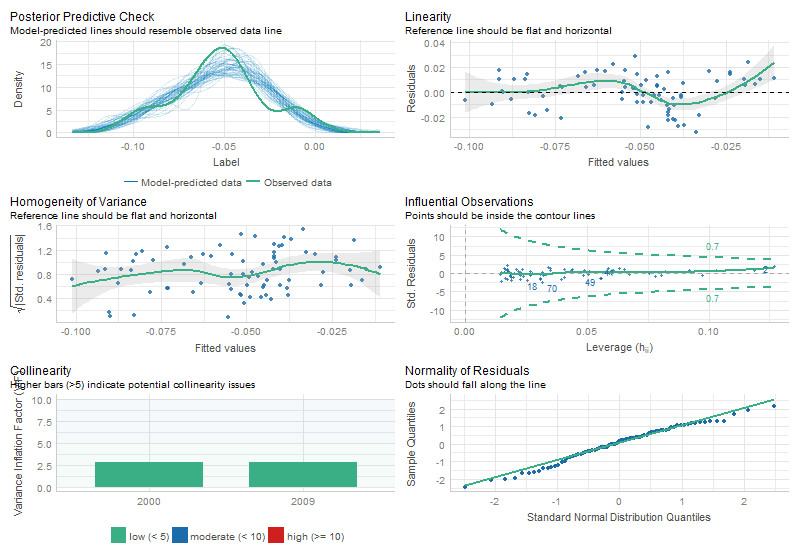 Posterior Predictive Check
Model-predicted lines should resemble observed data line
Density
20
15
10
5
0
-0.10
-0.05
0.00
Label
Model-predicted data
Observed data
Linearity
Reference line should be flat and horizontal
Residuals
0.04
0.02
0.00
-0.02
-0.100
-0.075
-0.050
-0.025
Fitted values
Homogeneity of Variance
Reference line should be flat and horizontal
√|Std. residuals|
1.6
1.2
0.8
0.4
-0.100
-0.075
-0.050
-0.025
Fitted values
Influential Observations
Points should be inside the contour lines
Std. Residuals
10
5
0
-5
-10
0.7
0.7
18
70
49
0.00
0.05
0.10
Leverage (hii)
Collinearity
Higher bars (>5) indicate potential collinearity issues
10.0
7.5
5.0
2.5
0.0
2000
2009
low (< 5)
moderate (< 10)
high (>= 10)
Normality of Residuals
Dots should fall along the line
Sample Quantiles
2
1
0
-1
-2
-2
-1
0
1
2
Standard Normal Distribution Quantiles
Variance Inflation Factor (VIF)